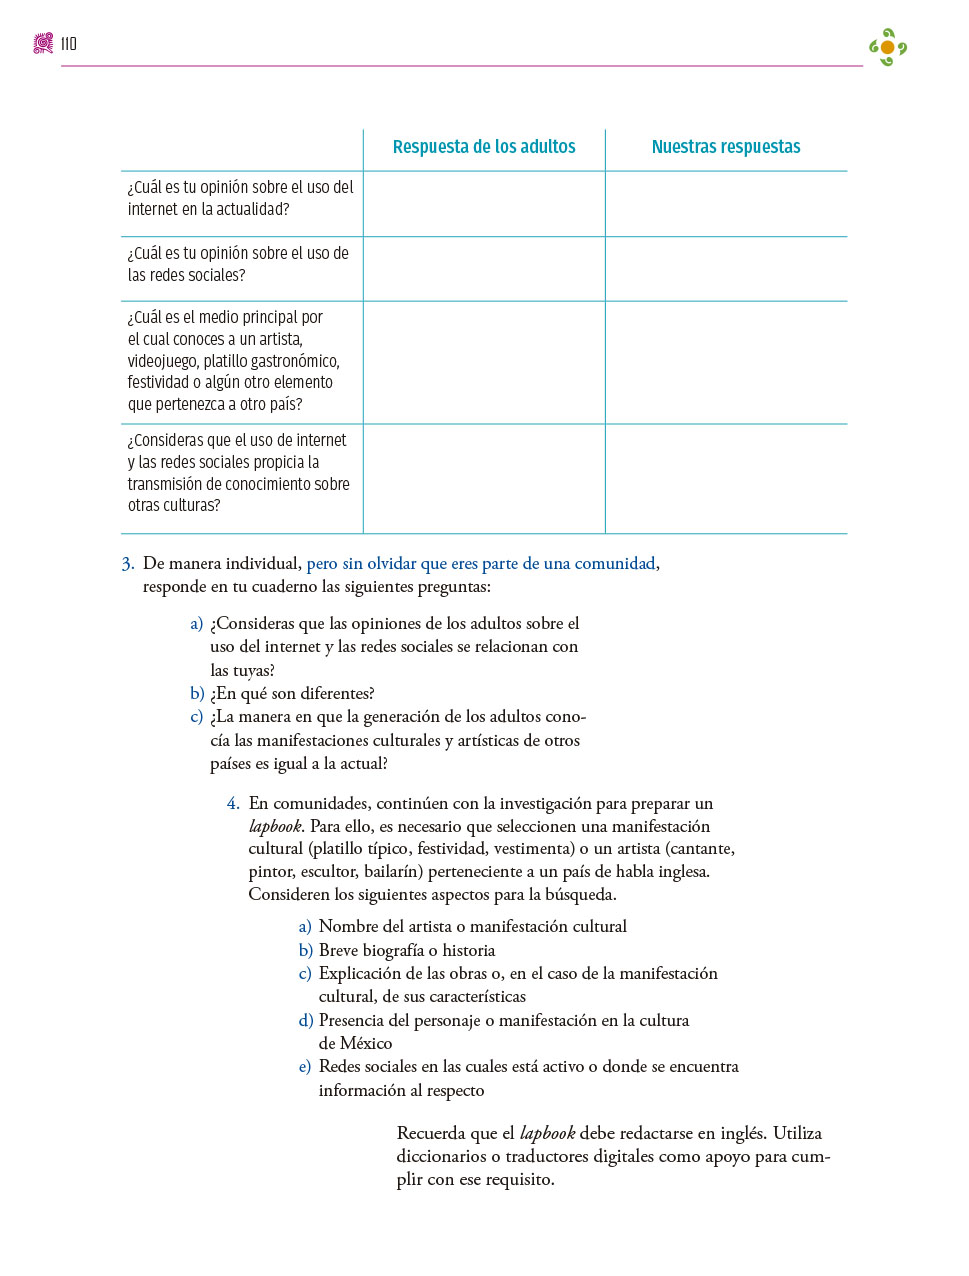 110
Respuesta de los adultos
Nuestras respuestas
¿Cuál es tu opinión sobre el uso del
internet en la actualidad?
¿Cuál es tu opinión sobre el uso de
las redes sociales?
¿Cuál es el medio principal por
el cual conoces a un artista,
videojuego, platillo gastronómico,
festividad o algún otro elemento
que pertenezca a otro país?
¿Consideras que el uso de internet
y las redes sociales propicia la
transmisión de conocimiento sobre
otras culturas?
3. De manera individual, pero sin olvidar que eres parte de una comunidad,
responde en tu cuaderno las siguientes preguntas:
a) ¿Consideras que las opiniones de los adultos sobre el
uso del internet y las redes sociales se relacionan con
las tuyas?
b) ¿En qué son diferentes?
c) ¿La manera en que la generación de los adultos cono-
cía las manifestaciones culturales y artísticas de otros
países es igual a la actual?
4. En comunidades, continúen con la investigación para preparar un
lapbook. Para ello, es necesario que seleccionen una manifestación
cultural (platillo típico, festividad, vestimenta) o un artista (cantante,
pintor, escultor, bailarín) perteneciente a un país de habla inglesa.
Consideren los siguientes aspectos para la búsqueda.
a) Nombre del artista o manifestación cultural
b) Breve biografía o historia
c) Explicación de las obras o, en el caso de la manifestación
cultural, de sus características
d) Presencia del personaje o manifestación en la cultura
de México
e) Redes sociales en las cuales está activo o donde se encuentra
información al respecto
Recuerda que el lapbook debe redactarse en inglés. Utiliza
diccionarios o traductores digitales como apoyo para cum-
plir con ese requisito.